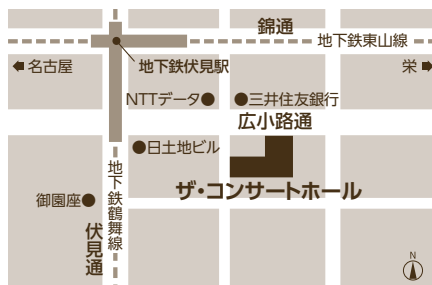 錦通
地下鉄東山線
名古屋
地下鉄伏見駅
栄
NTTデータ
三井住友銀行
広小路通
日土地ビル
地下鉄鶴舞線
ザ・コンサートホール
御園座
伏見通
N